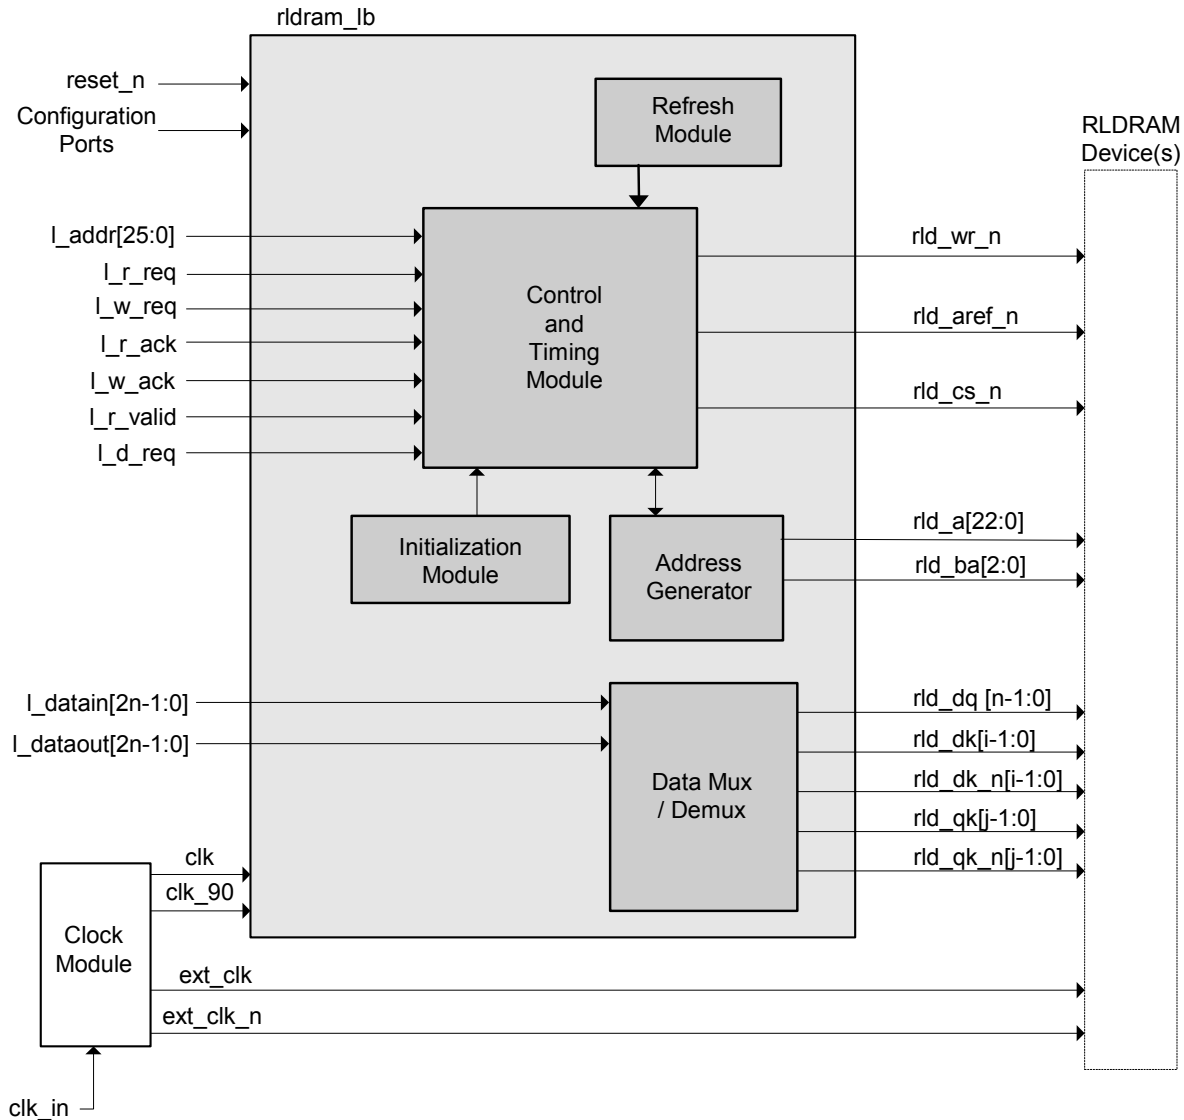 rldram_lb
reset_n
Configuration
Ports
Refresh
Module
RLDRAM
Device(s)
l_addr[25:0]
l_r_req
l_w_req
l_r_ack
l_w_ack
l_r_valid
l_d_req
Control
and
Timing
Module
rld_wr_n
rld_aref_n
rld_cs_n
Initialization
Module
Address
Generator
rld_a[22:0]
rld_ba[2:0]
l_datain[2n-1:0]
l_dataout[2n-1:0]
Data Mux
/ Demux
rld_dq [n-1:0]
rld_dk[i-1:0]
rld_dk_n[i-1:0]
rld_qk[j-1:0]
rld_qk_n[j-1:0]
clk
clk_90
Clock
Module
ext_clk
ext_clk_n
clk_in